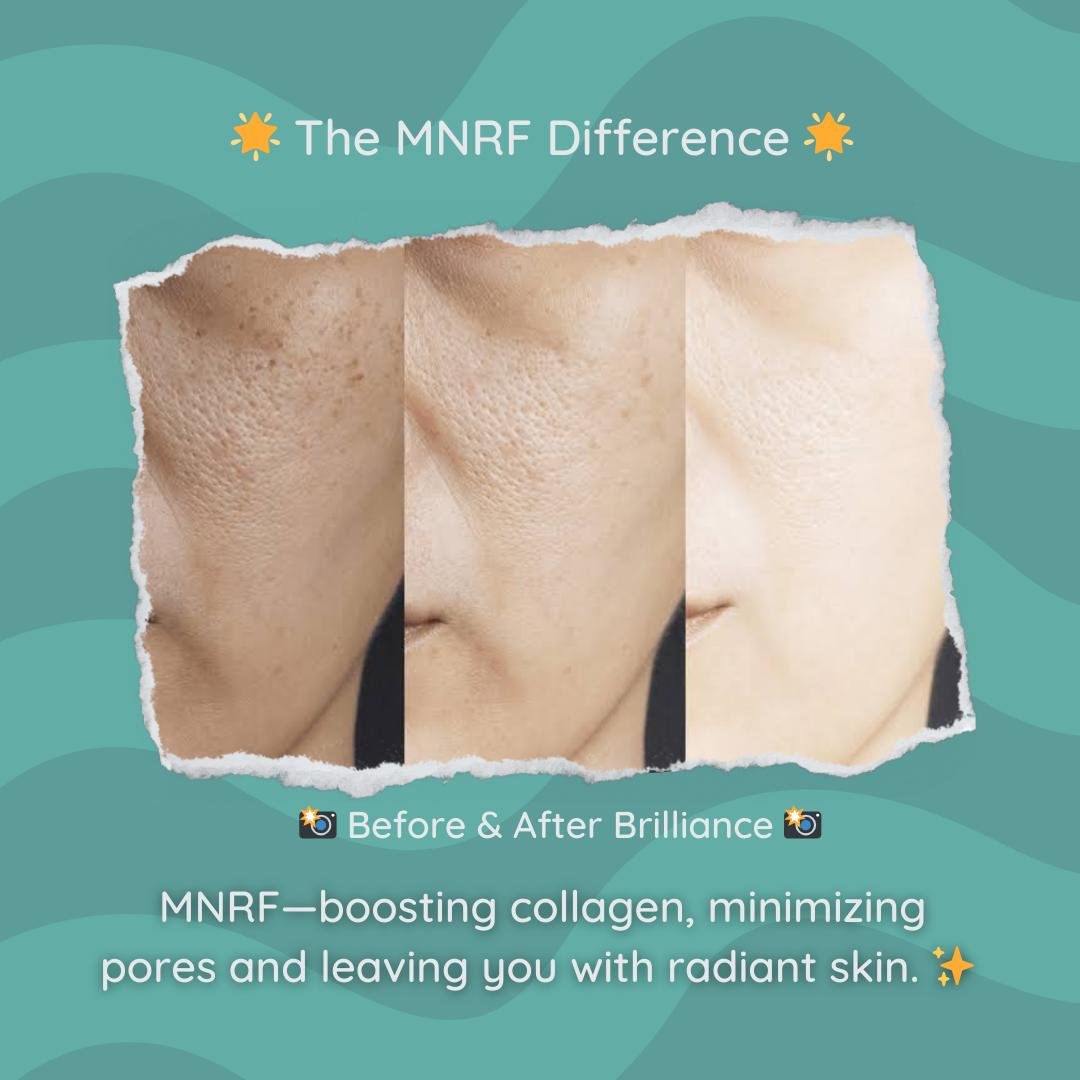 🌟 The MNRF Difference 🌟
📸 Before & After Brilliance 📸
MNRF—boosting collagen, minimizing
pores and leaving you with radiant skin. ✨